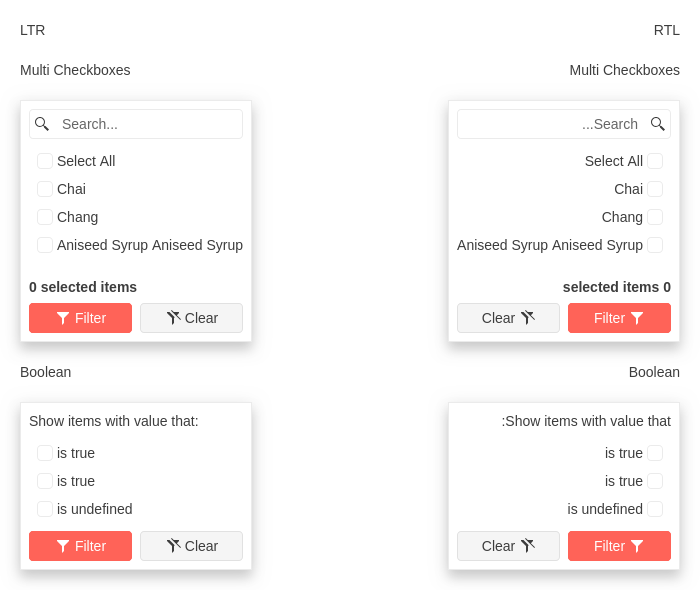 LTR
Multi Checkboxes
Search...
Select All
Chai
Chang
Aniseed Syrup Aniseed Syrup
0 selected items
Filter Clear
Boolean
Show items with value that:
is true
is true
is undefined
Filter Clear
RTL
Multi Checkboxes
...Search
Select All
Chai
Chang
Aniseed Syrup Aniseed Syrup
selected items 0
Clear Filter
Boolean
:Show items with value that
is true
is true
is undefined
Clear Filter